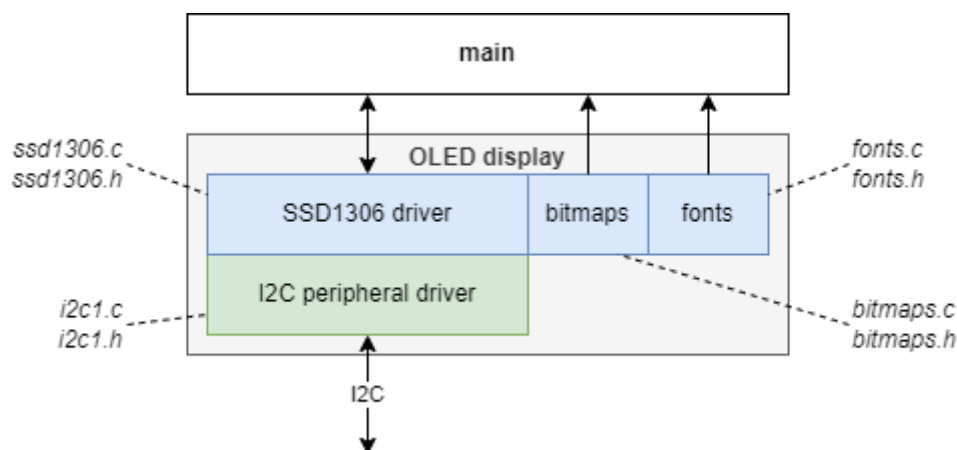 main
OLED display
ssd1306.c
ssd1306.h
fonts.c
fonts.h
SSD1306 driver
bitmaps
fonts
I2C peripheral driver
i2c1.c
i2c1.h
bitmaps.c
bitmaps.h
I2C